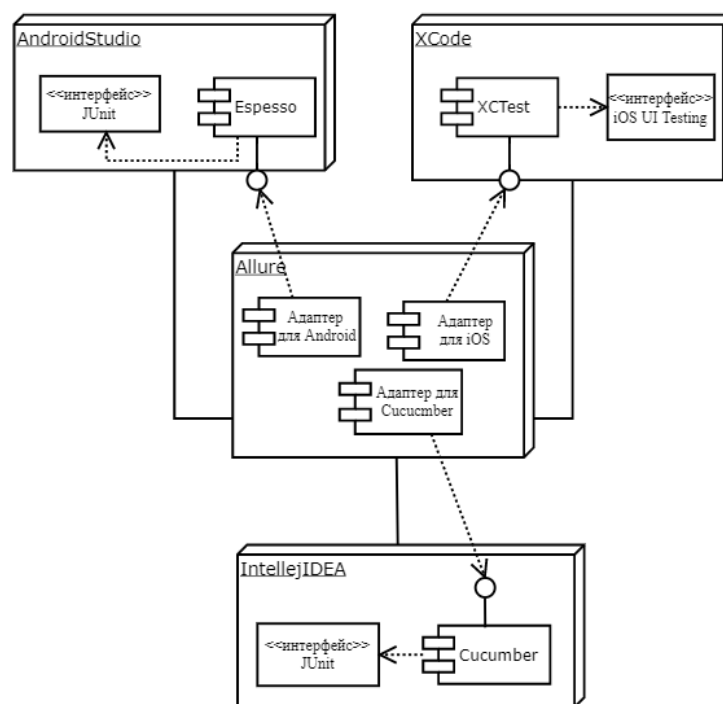 AndroidStudio
<<интерфейс>>
JUnit
Espesso
XCode
XCTest
<<интерфейс>>
iOS UI Testing
Allure
Адаптер
для Android
Адаптер
для iOS
Адаптер для
Cucucmber
IntellejIDEA
<<интерфейс>>
JUnit
Cucumber